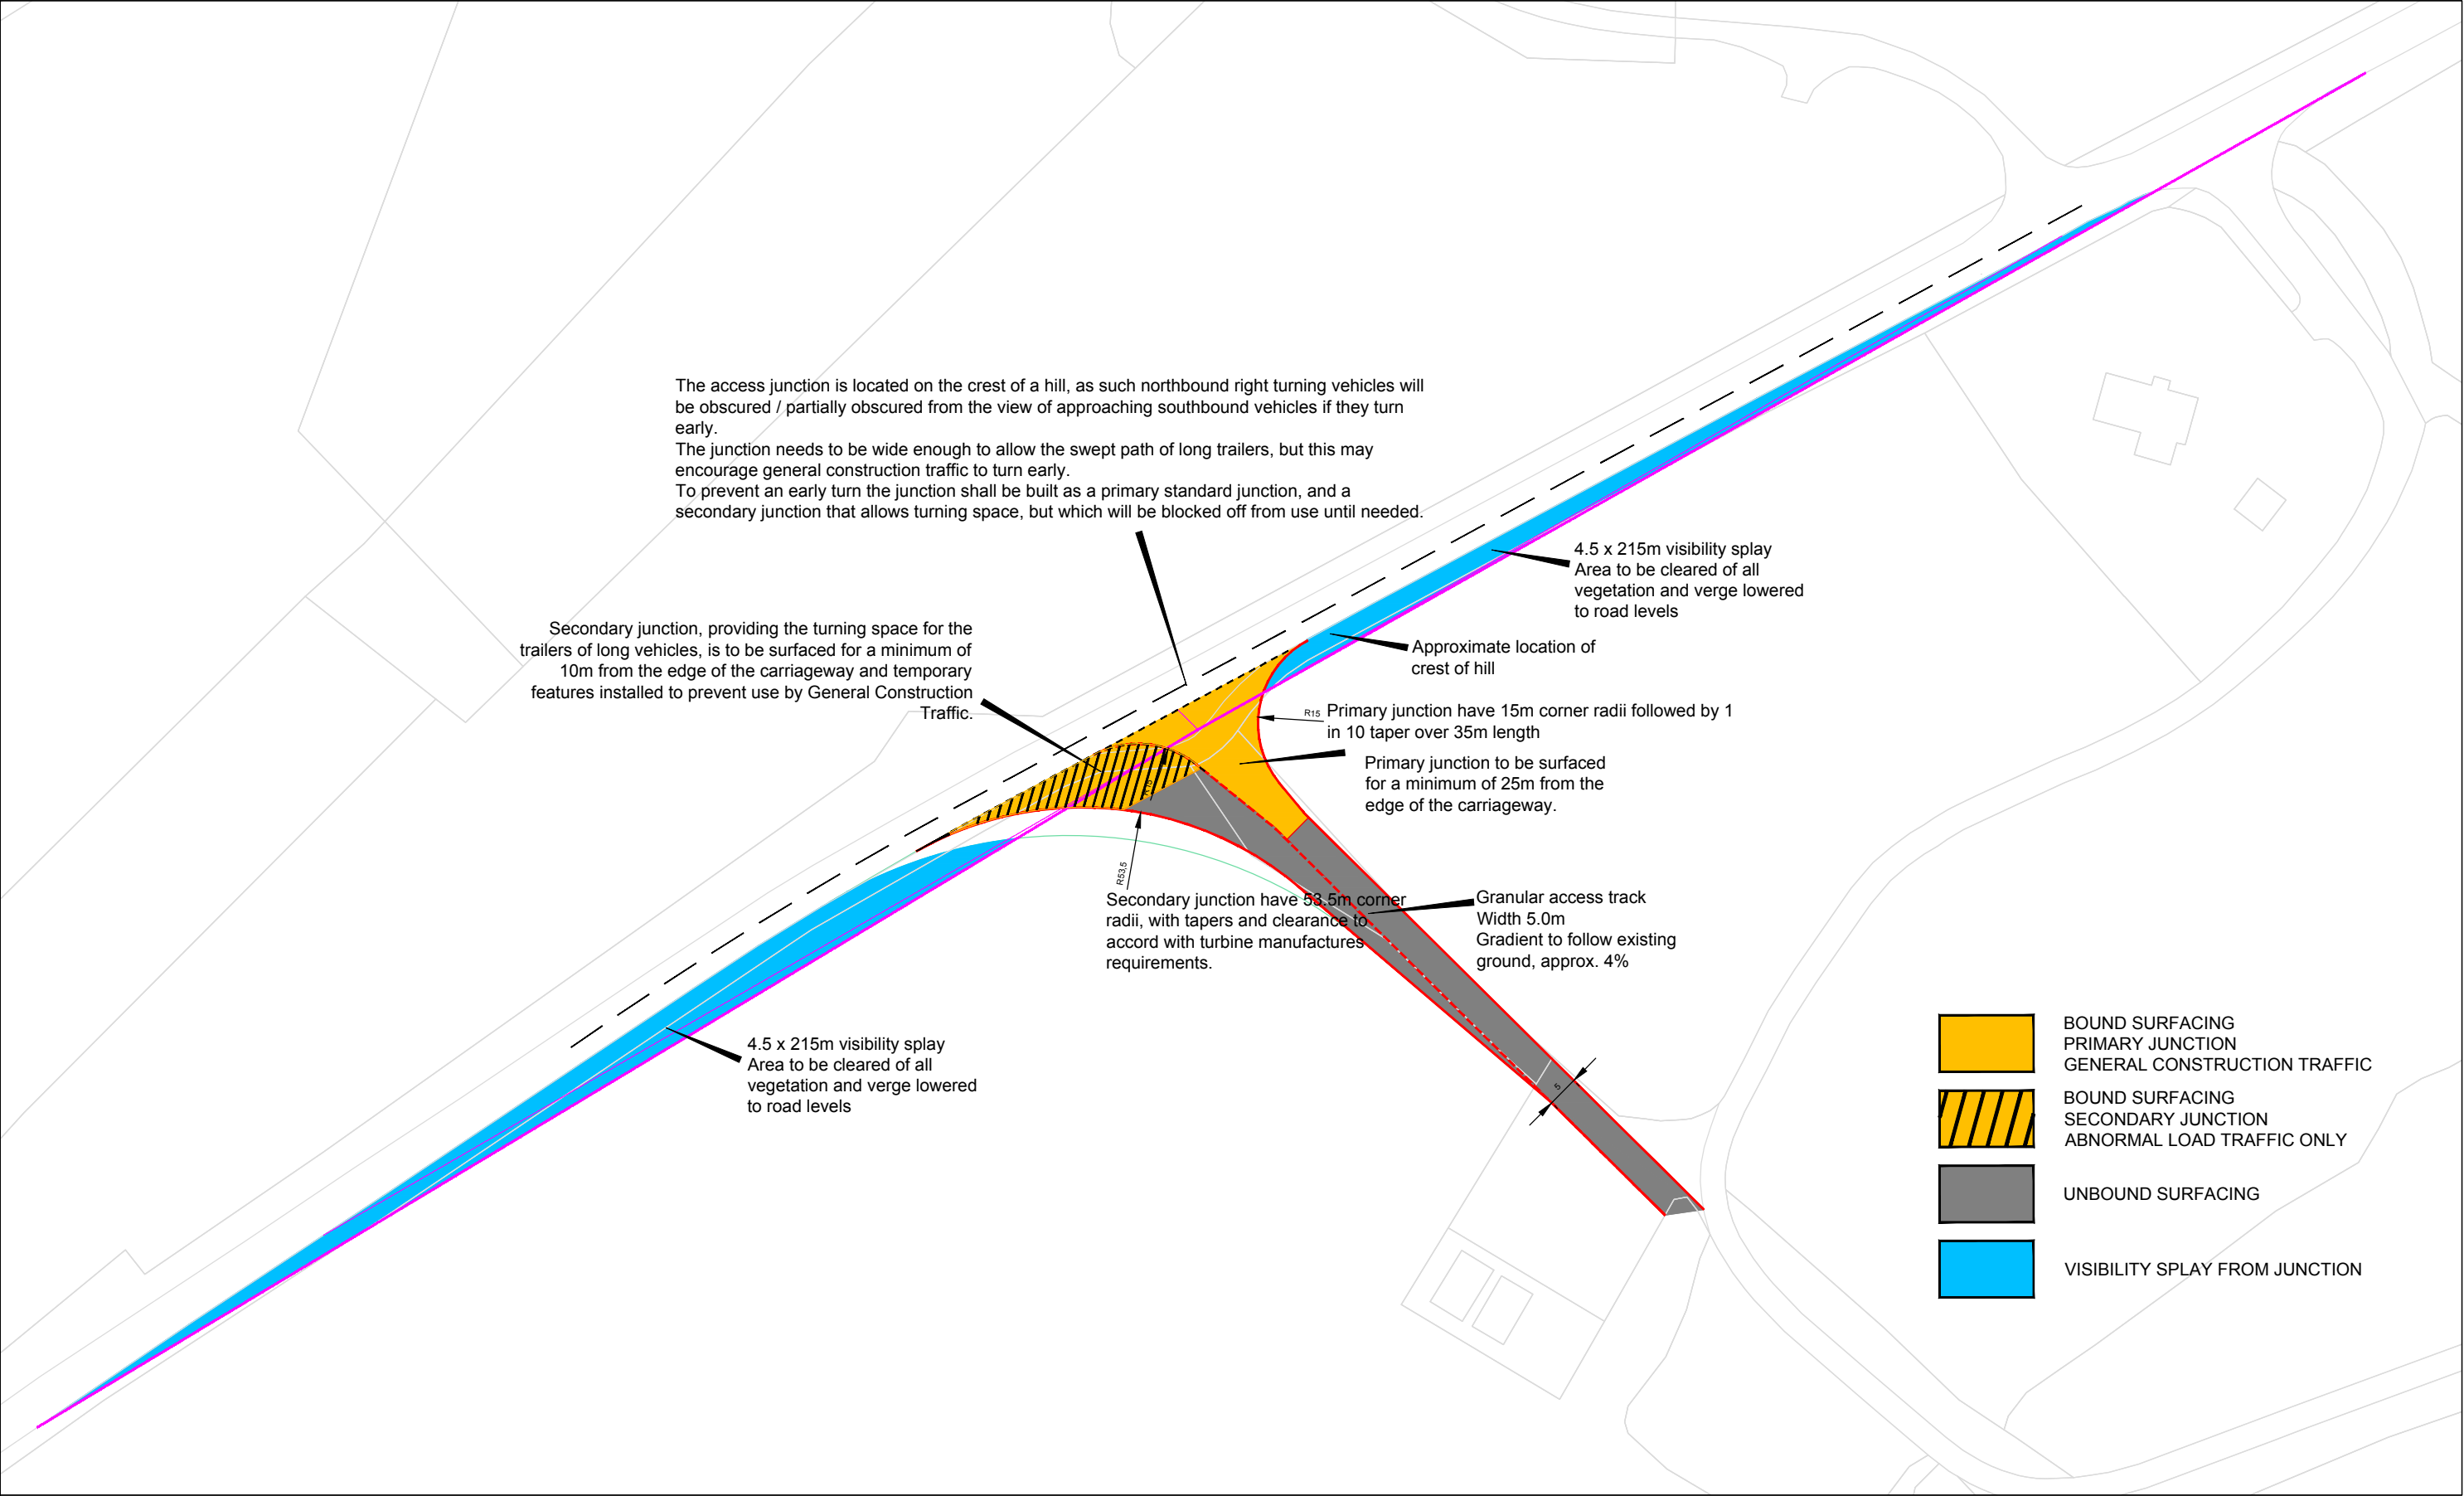 The access junction is located on the crest of a hill, as such northbound right turning vehicles will
be obscured / partially obscured from the view of approaching southbound vehicles if they turn
early.
The junction needs to be wide enough to allow the swept path of long trailers, but this may
encourage general construction traffic to turn early.
To prevent an early turn the junction shall be built as a primary standard junction, and a
secondary junction that allows turning space, but which will be blocked off from use until needed.
4.5 x 215m visibility splay
Area to be cleared of all
vegetation and verge lowered
to road levels
Secondary junction, providing the turning space for the
trailers of long vehicles, is to be surfaced for a minimum of
10m from the edge of the carriageway and temporary
features installed to prevent use by General Construction
Traffic.
Approximate location of
crest of hill
R15
Primary junction have 15m corner radii followed by 1
in 10 taper over 35m length
Primary junction to be surfaced
for a minimum of 25m from the
edge of the carriageway.
R15
R53,5
Secondary junction have 53.5m corner
radii, with tapers and clearance to
accord with turbine manufactures
requirements.
Granular access track
Width 5.0m
Gradient to follow existing
ground, approx. 4%
4.5 x 215m visibility splay
Area to be cleared of all
vegetation and verge lowered
to road levels
5
BOUND SURFACING
PRIMARY JUNCTION
GENERAL CONSTRUCTION TRAFFIC
BOUND SURFACING
SECONDARY JUNCTION
ABNORMAL LOAD TRAFFIC ONLY
UNBOUND SURFACING
VISIBILITY SPLAY FROM JUNCTION